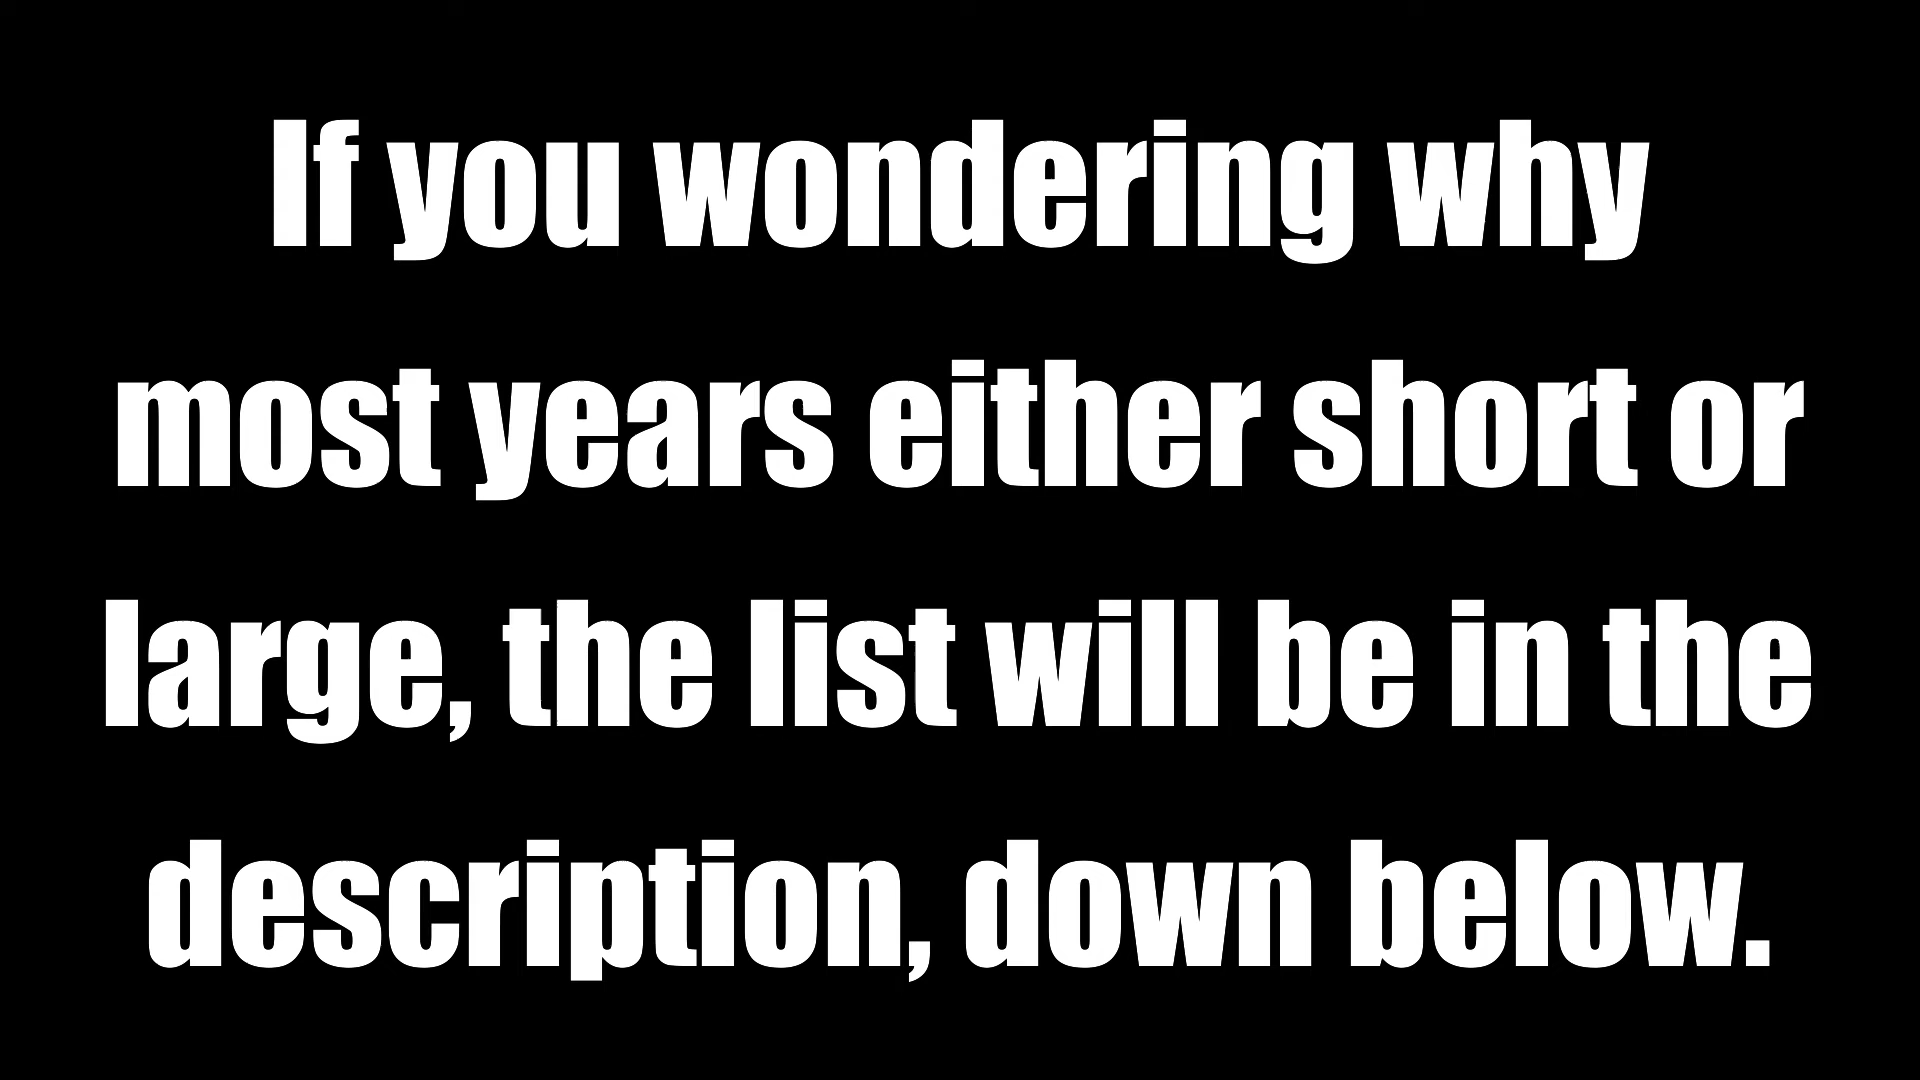 If you wondering why
most years either short or
large, the list will be in the
description, down below.